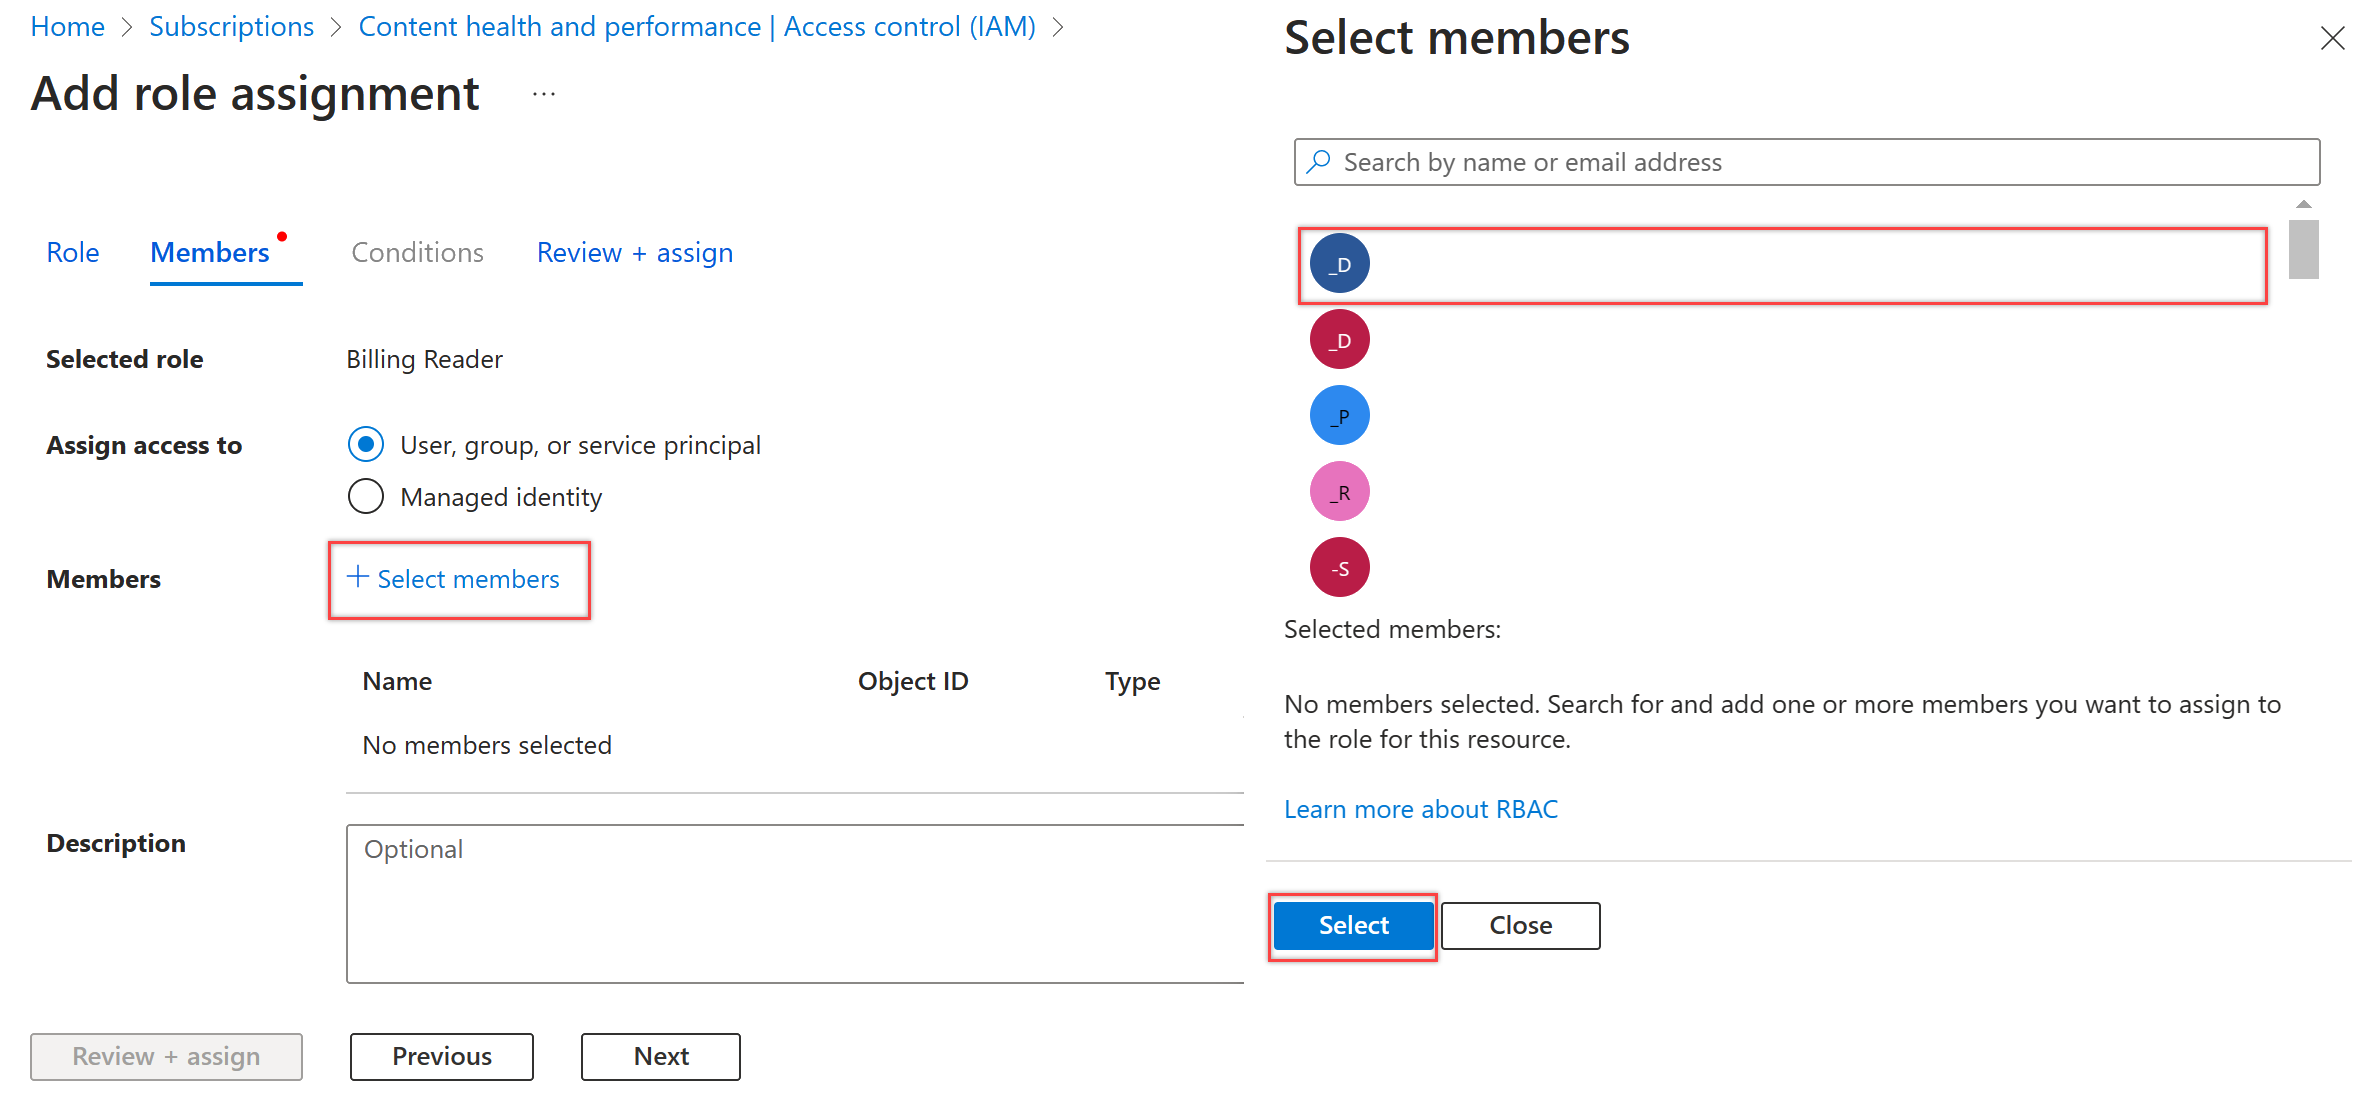 Home > Subscriptions > Content health and performance | Access control (IAM) >
Add role assignment ...
Role Members Conditions Review + assign
Selected role Billing Reader
Assign access to User, group, or service principal
Managed identity
Members + Select members
Name Object ID Type
No members selected
Description Optional
Review + assign Previous Next
Select members
Search by name or email address
_D
_D
_P
_R
-S
Selected members:
No members selected. Search for and add one or more members you want to assign to
the role for this resource.
Learn more about RBAC
Select Close